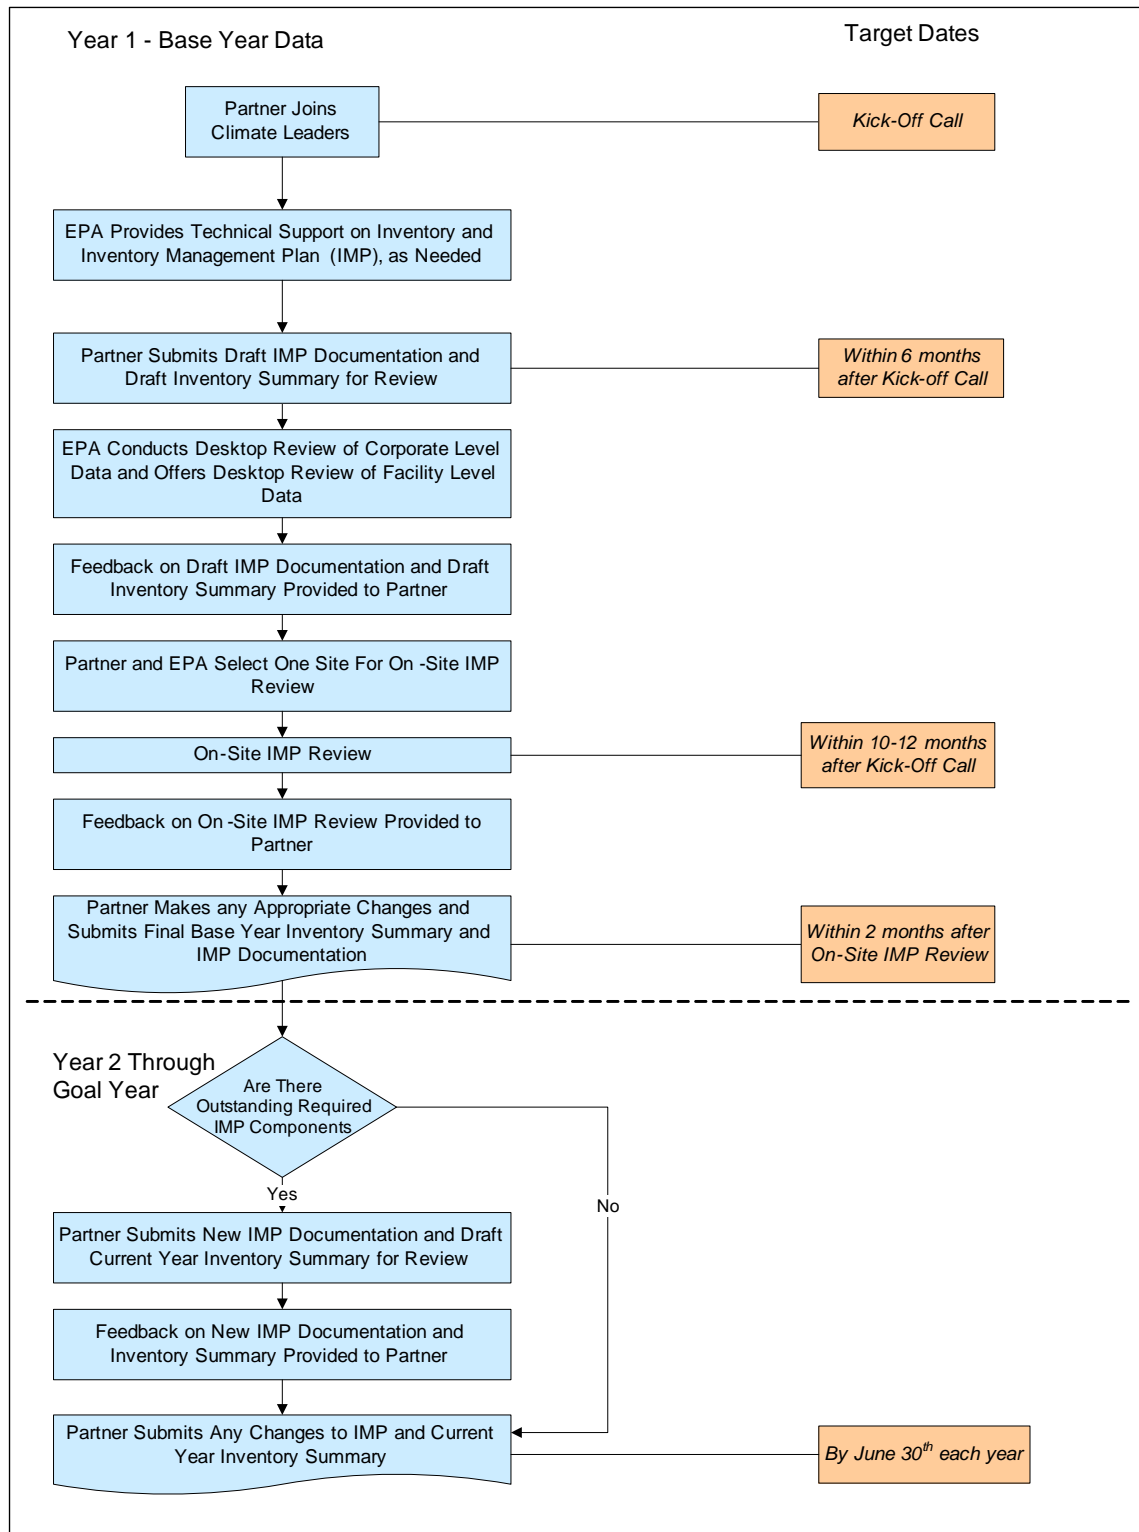 Year 1 - Base Year Data
Target Dates
Partner Joins
Climate Leaders
Kick-Off Call
EPA Provides Technical Support on Inventory and
Inventory Management Plan (IMP), as Needed
Partner Submits Draft IMP Documentation and
Draft Inventory Summary for Review
Within 6 months
after Kick-off Call
EPA Conducts Desktop Review of Corporate Level
Data and Offers Desktop Review of Facility Level
Data
Feedback on Draft IMP Documentation and Draft
Inventory Summary Provided to Partner
Partner and EPA Select One Site For On -Site IMP
Review
On-Site IMP Review
Within 10-12 months
after Kick-Off Call
Feedback on On -Site IMP Review Provided to
Partner
Partner Makes any Appropriate Changes and
Submits Final Base Year Inventory Summary and
IMP Documentation
Within 2 months after
On-Site IMP Review
Year 2 Through
Goal Year
Are There
Outstanding Required
IMP Components
Yes
No
Partner Submits New IMP Documentation and Draft
Current Year Inventory Summary for Review
Feedback on New IMP Documentation and
Inventory Summary Provided to Partner
Partner Submits Any Changes to IMP and Current
Year Inventory Summary
By June 30th each year